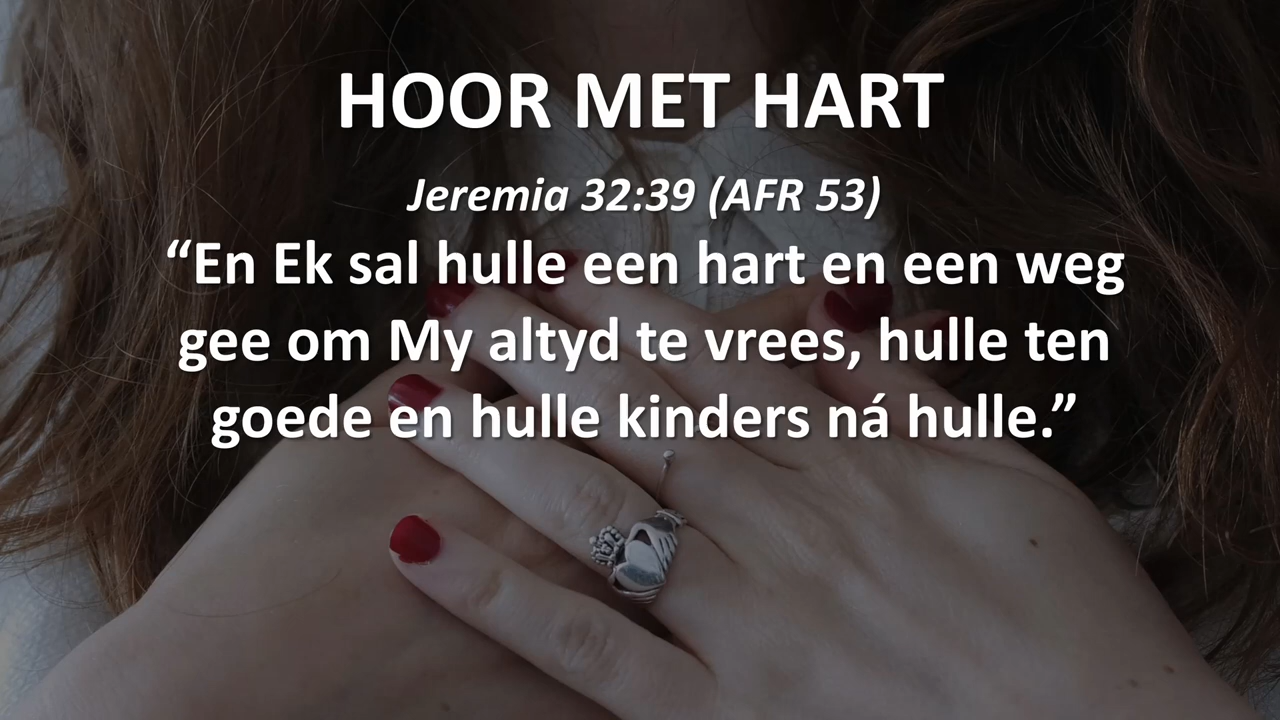 HOOR MET HART
Jeremia 32:39 (AFR 53)
“En Ek sal hulle een hart en een weg
gee om My altyd te vrees, hulle ten
goede en hulle kinders ná hulle.”